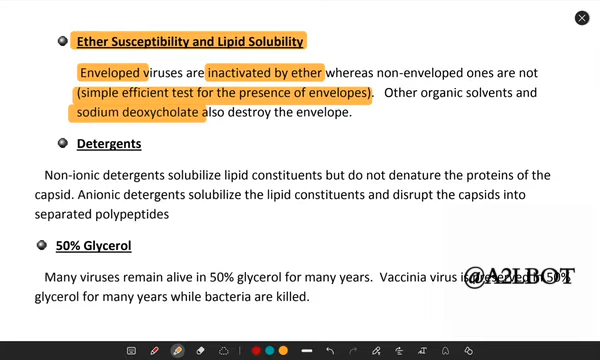 Ether Susceptibility and Lipid Solubility
Enveloped viruses are inactivated by ether whereas non-enveloped ones are not
(simple efficient test for the presence of envelopes). Other organic solvents and
sodium deoxycholate also destroy the envelope.
Detergents
Non-ionic detergents solubilize lipid constituents but do not denature the proteins of the
capsid. Anionic detergents solubilize the lipid constituents and disrupt the capsids into
separated polypeptides
50% Glycerol
Many viruses remain alive in 50% glycerol for many years. Vaccinia virus is preserved in 50%
glycerol for many years while bacteria are killed.
@A2LBOT